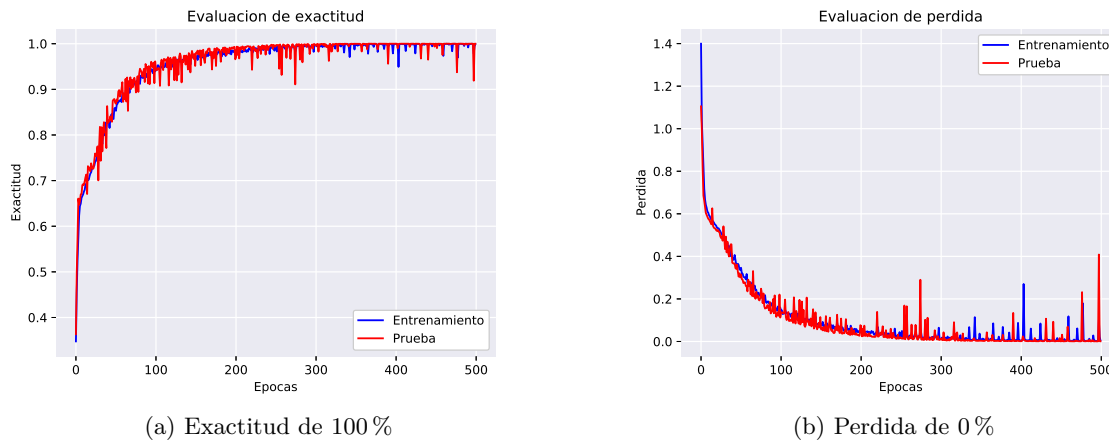 Evaluacion de exactitud
1.0
0.9
0.8
0.7
0.6
0.5
0.4
Exactitud
0 100 200 300 400 500
Epocas
Entrenamiento
Prueba
(a) Exactitud de 100 %
Evaluacion de perdida
1.4
1.2
1.0
0.8
0.6
0.4
0.2
0.0
Perdida
0 100 200 300 400 500
Epocas
Entrenamiento
Prueba
(b) Perdida de 0 %